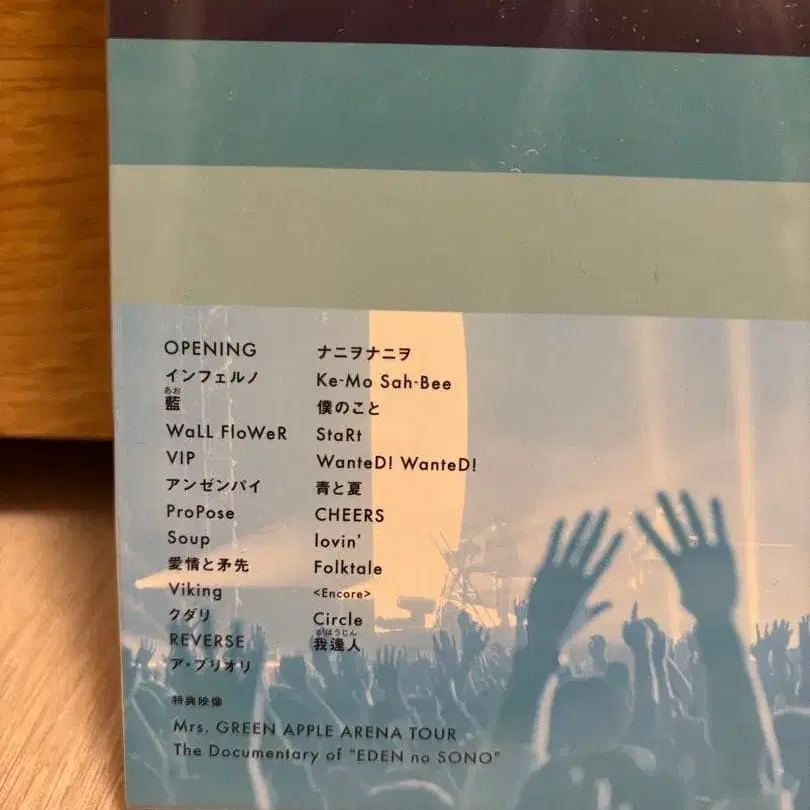 OPENING
インフェルノ
あお
藍
WaLL FloWeR
VIP
アンゼンパイ
ProPose
Soup
愛情と矛先
Viking
クダリ
REVERSE
ア・プリオリ
ナニヲナニヲ
Ke-Mo Sah-Bee
僕のこと
StaRt
WanteD! WanteD!
青と夏
CHEERS
lovin'
Folktale
<Encore>
Circle
がほうじん
我逢人
特典映像
Mrs. GREEN APPLE ARENA TOUR
The Documentary of "EDEN no SONO"